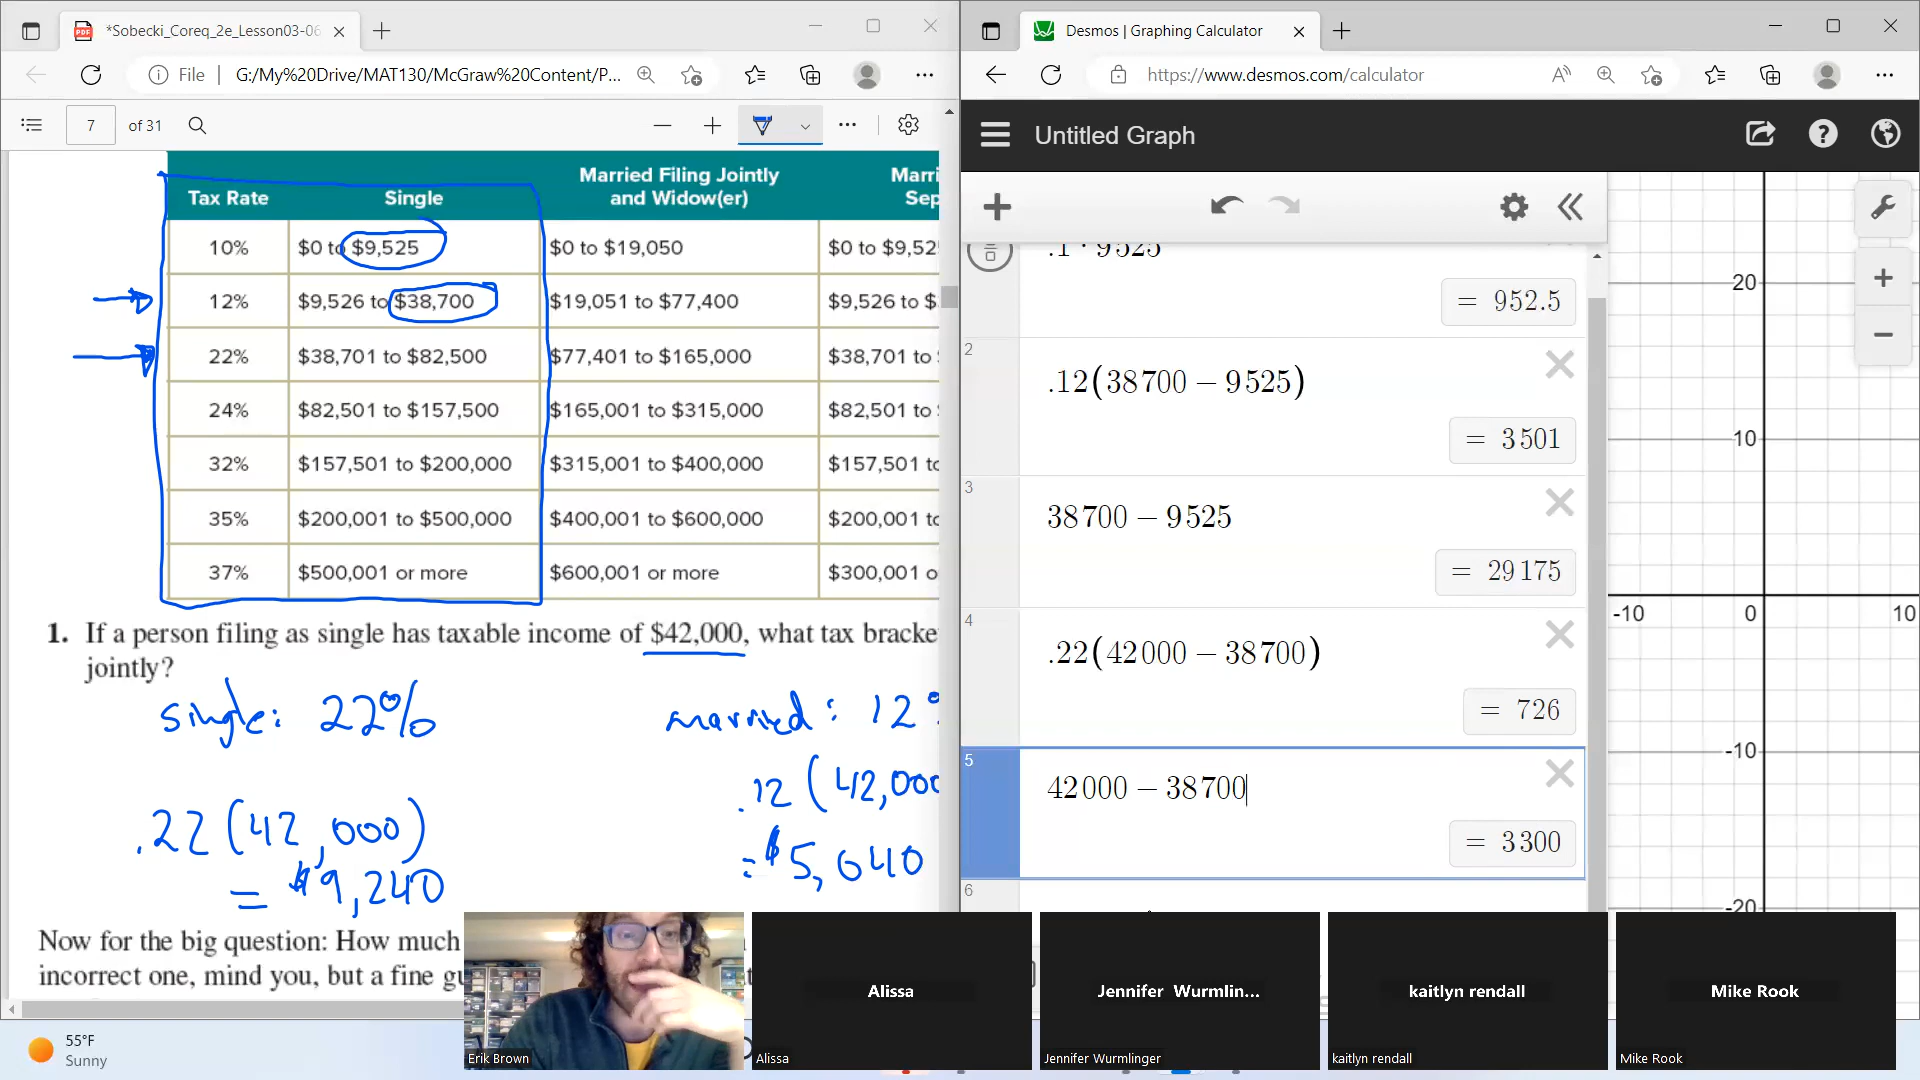 *Sobecki_Coreq_2e_Lesson03-06
File
G:/My%20Drive/MAT130/McGraw%20Content/P...
7 of 31
Tax Rate
Single
Married Filing Jointly
and Widow(er)
10%
$0 to $9,525
$0 to $19,050
12%
$9,526 to $38,700
$19,051 to $77,400
$9,526 to
22%
$38,701 to $82,500
$77,401 to $165,000
$38,701 to
24%
$82,501 to $157,500
$165,001 to $315,000
$82,501 to
32%
$157,501 to $200,000
$315,001 to $400,000
$157,501 to
35%
$200,001 to $500,000
$400,001 to $600,000
$200,001 to
37%
$500,001 or more
$600,001 or more
$300,001
1. If a person filing as single has taxable income of $42,000, what tax
jointly?
single: 22%
married: 12
.22 (42,000)
= $9,240
.12 (42,000
= $5,040
Now for the big question: How much
incorrect one, mind you, but a fine
Desmos | Graphing Calculator
https://www.desmos.com/calculator
Untitled Graph
.1 · 9525
= 952.5
2
.12(38700 − 9525)
= 3501
3
38700 − 9525
= 29175
4
.22(42000 − 38700)
= 726
5
42000 − 38700
= 3300
6
20
10
-10
0
10
-10
-20
Erik Brown
Alissa
Alissa
Jennifer Wurmlin...
Jennifer Wurmlinger
kaitlyn rendall
kaitlyn rendall
Mike Rook
Mike Rook
55°F
Sunny